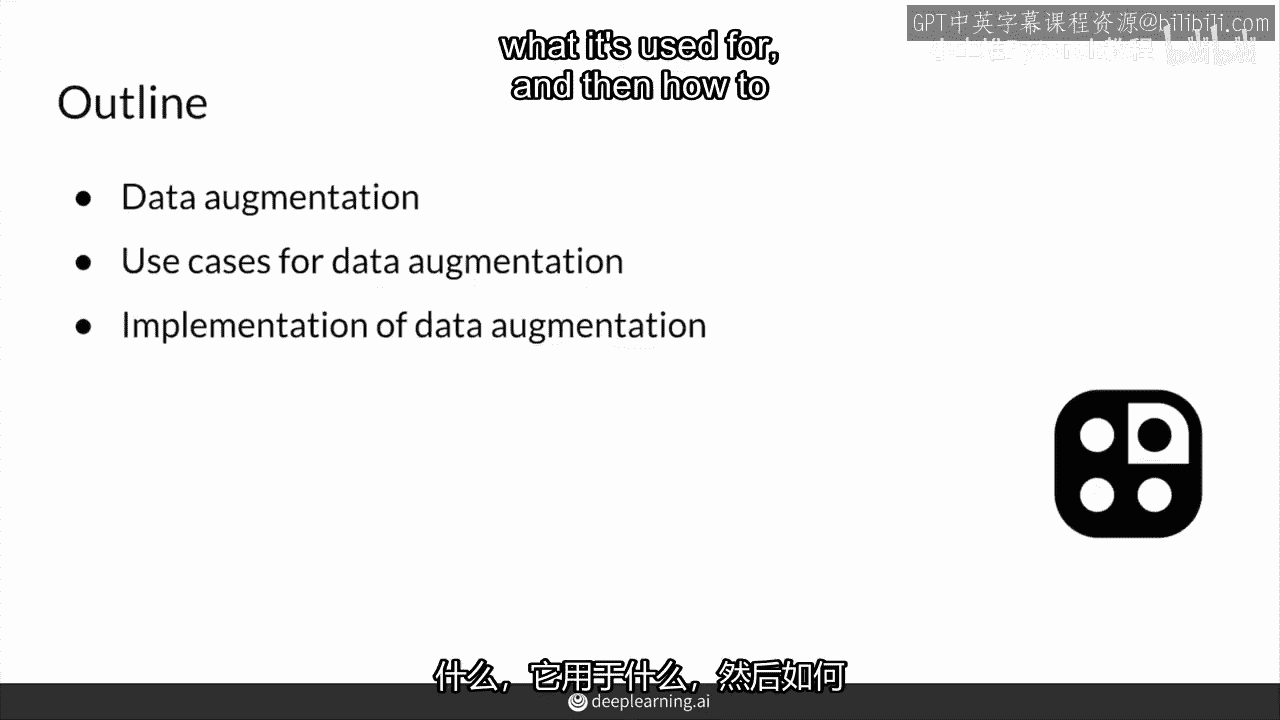 GPT中英字幕课程资源@bilibili.com
what it's used for,
and then how to
Outline
● Data augmentation
● Use cases for data augmentation
● Implementation of data augmentation
什么，它用于什么，然后如何
deeplearning.ai